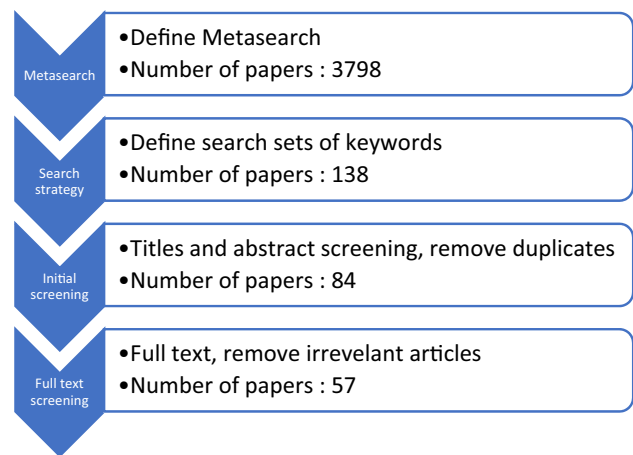 Metasearch
•Define Metasearch
•Number of papers : 3798
Search
strategy
•Define search sets of keywords
•Number of papers : 138
Initial
screening
•Titles and abstract screening, remove duplicates
•Number of papers : 84
Full text
screening
•Full text, remove irrevelant articles
•Number of papers : 57